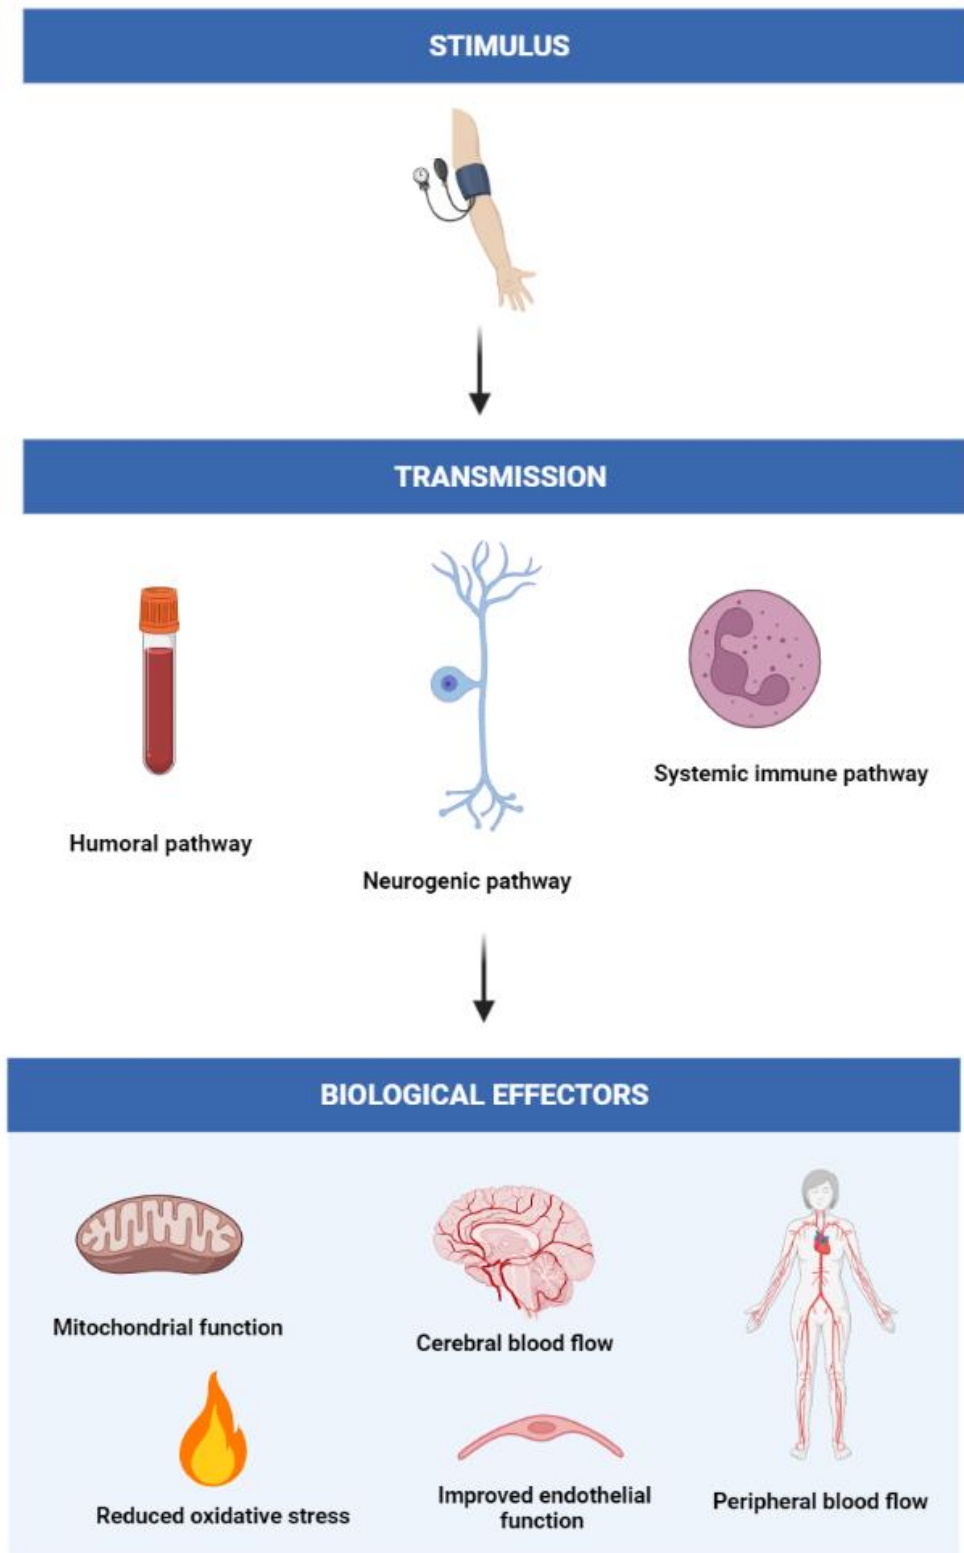 STIMULUS
TRANSMISSION
Humoral pathway
Neurogenic pathway
Systemic immune pathway
BIOLOGICAL EFFECTORS
Mitochondrial function
Cerebral blood flow
Reduced oxidative stress
Improved endothelial
function
Peripheral blood flow